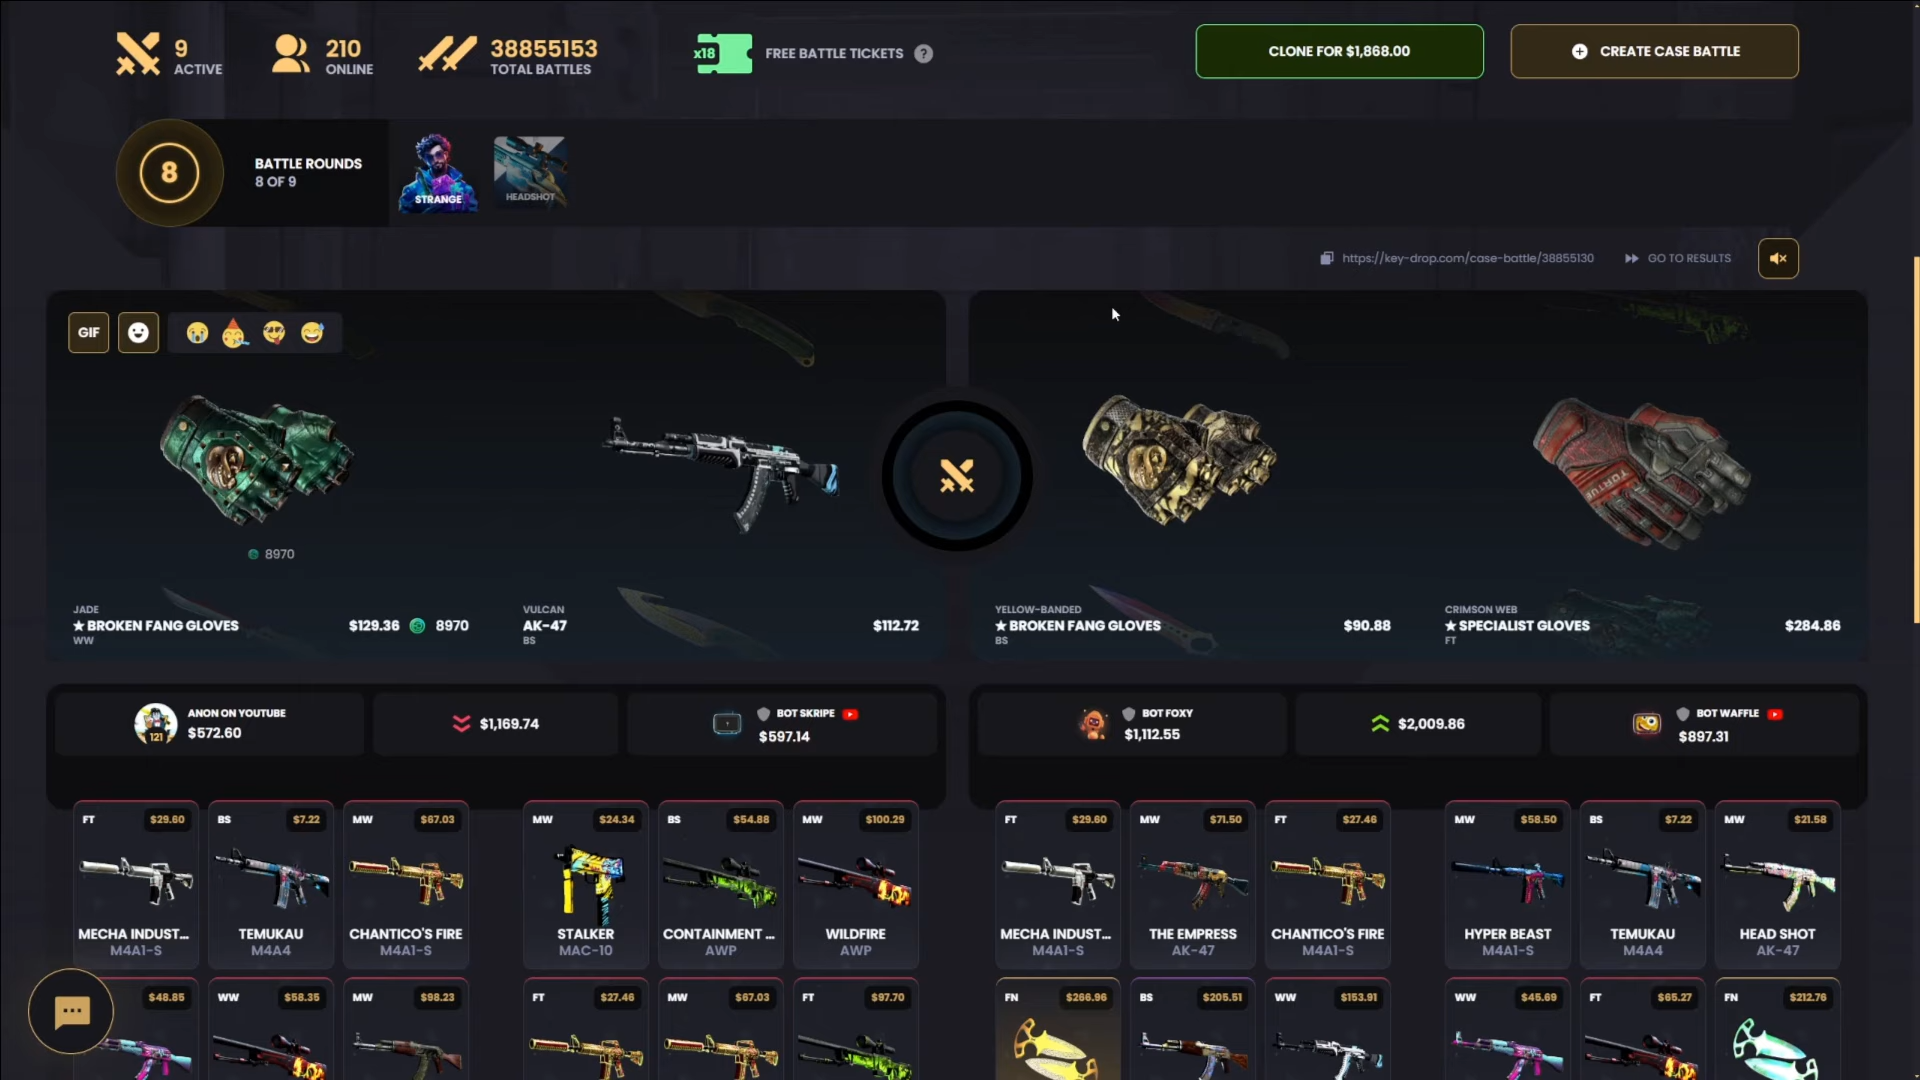 9
ACTIVE
210
ONLINE
38855153
TOTAL BATTLES
x18
FREE BATTLE TICKETS ?
CLONE FOR $1,868.00
CREATE CASE BATTLE
8
BATTLE ROUNDS
8 OF 9
STRANGE
HEADSHOT
https://key-drop.com/case-battle/38855130
GO TO RESULTS
GIF
8970
JADE
★ BROKEN FANG GLOVES
WW
$129.36 8970
VULCAN
AK-47
BS
$112.72
YELLOW-BANDED
★ BROKEN FANG GLOVES
BS
$90.88
CRIMSON WEB
★ SPECIALIST GLOVES
FT
$284.86
121
ANON ON YOUTUBE
$572.60
$1,169.74
BOT SKRIPE
$597.14
BOT FOXY
$1,112.55
$2,009.86
BOT WAFFLE
$897.31
FT $29.60
MECHA INDUST...
M4A1-S
BS $7.22
TEMUKAU
M4A4
MW $67.03
CHANTICO'S FIRE
M4A1-S
MW $24.34
STALKER
MAC-10
BS $54.88
CONTAINMENT ...
AWP
MW $100.29
WILDFIRE
AWP
FT $29.60
MECHA INDUST...
M4A1-S
MW $71.50
THE EMPRESS
AK-47
FT $27.46
CHANTICO'S FIRE
M4A1-S
MW $58.50
HYPER BEAST
M4A1-S
BS $7.22
TEMUKAU
M4A4
MW $21.58
HEAD SHOT
AK-47
$48.85
WW $58.35
MW $98.23
FT $27.46
MW $67.03
FT $97.70
FN $266.96
BS $205.51
WW $153.91
WW $45.69
FT $65.27
FN $212.76